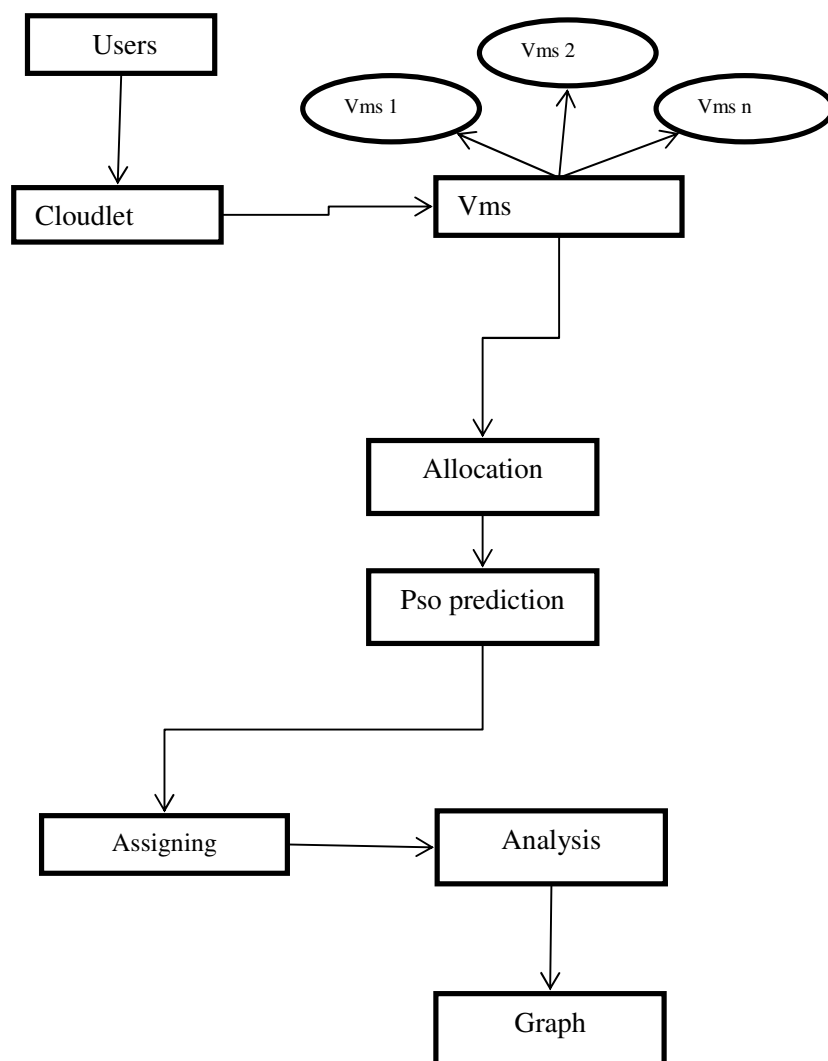 Users
Vms 2
Vms 1
Vms n
Cloudlet
Vms
Allocation
Pso prediction
Assigning
Analysis
Graph